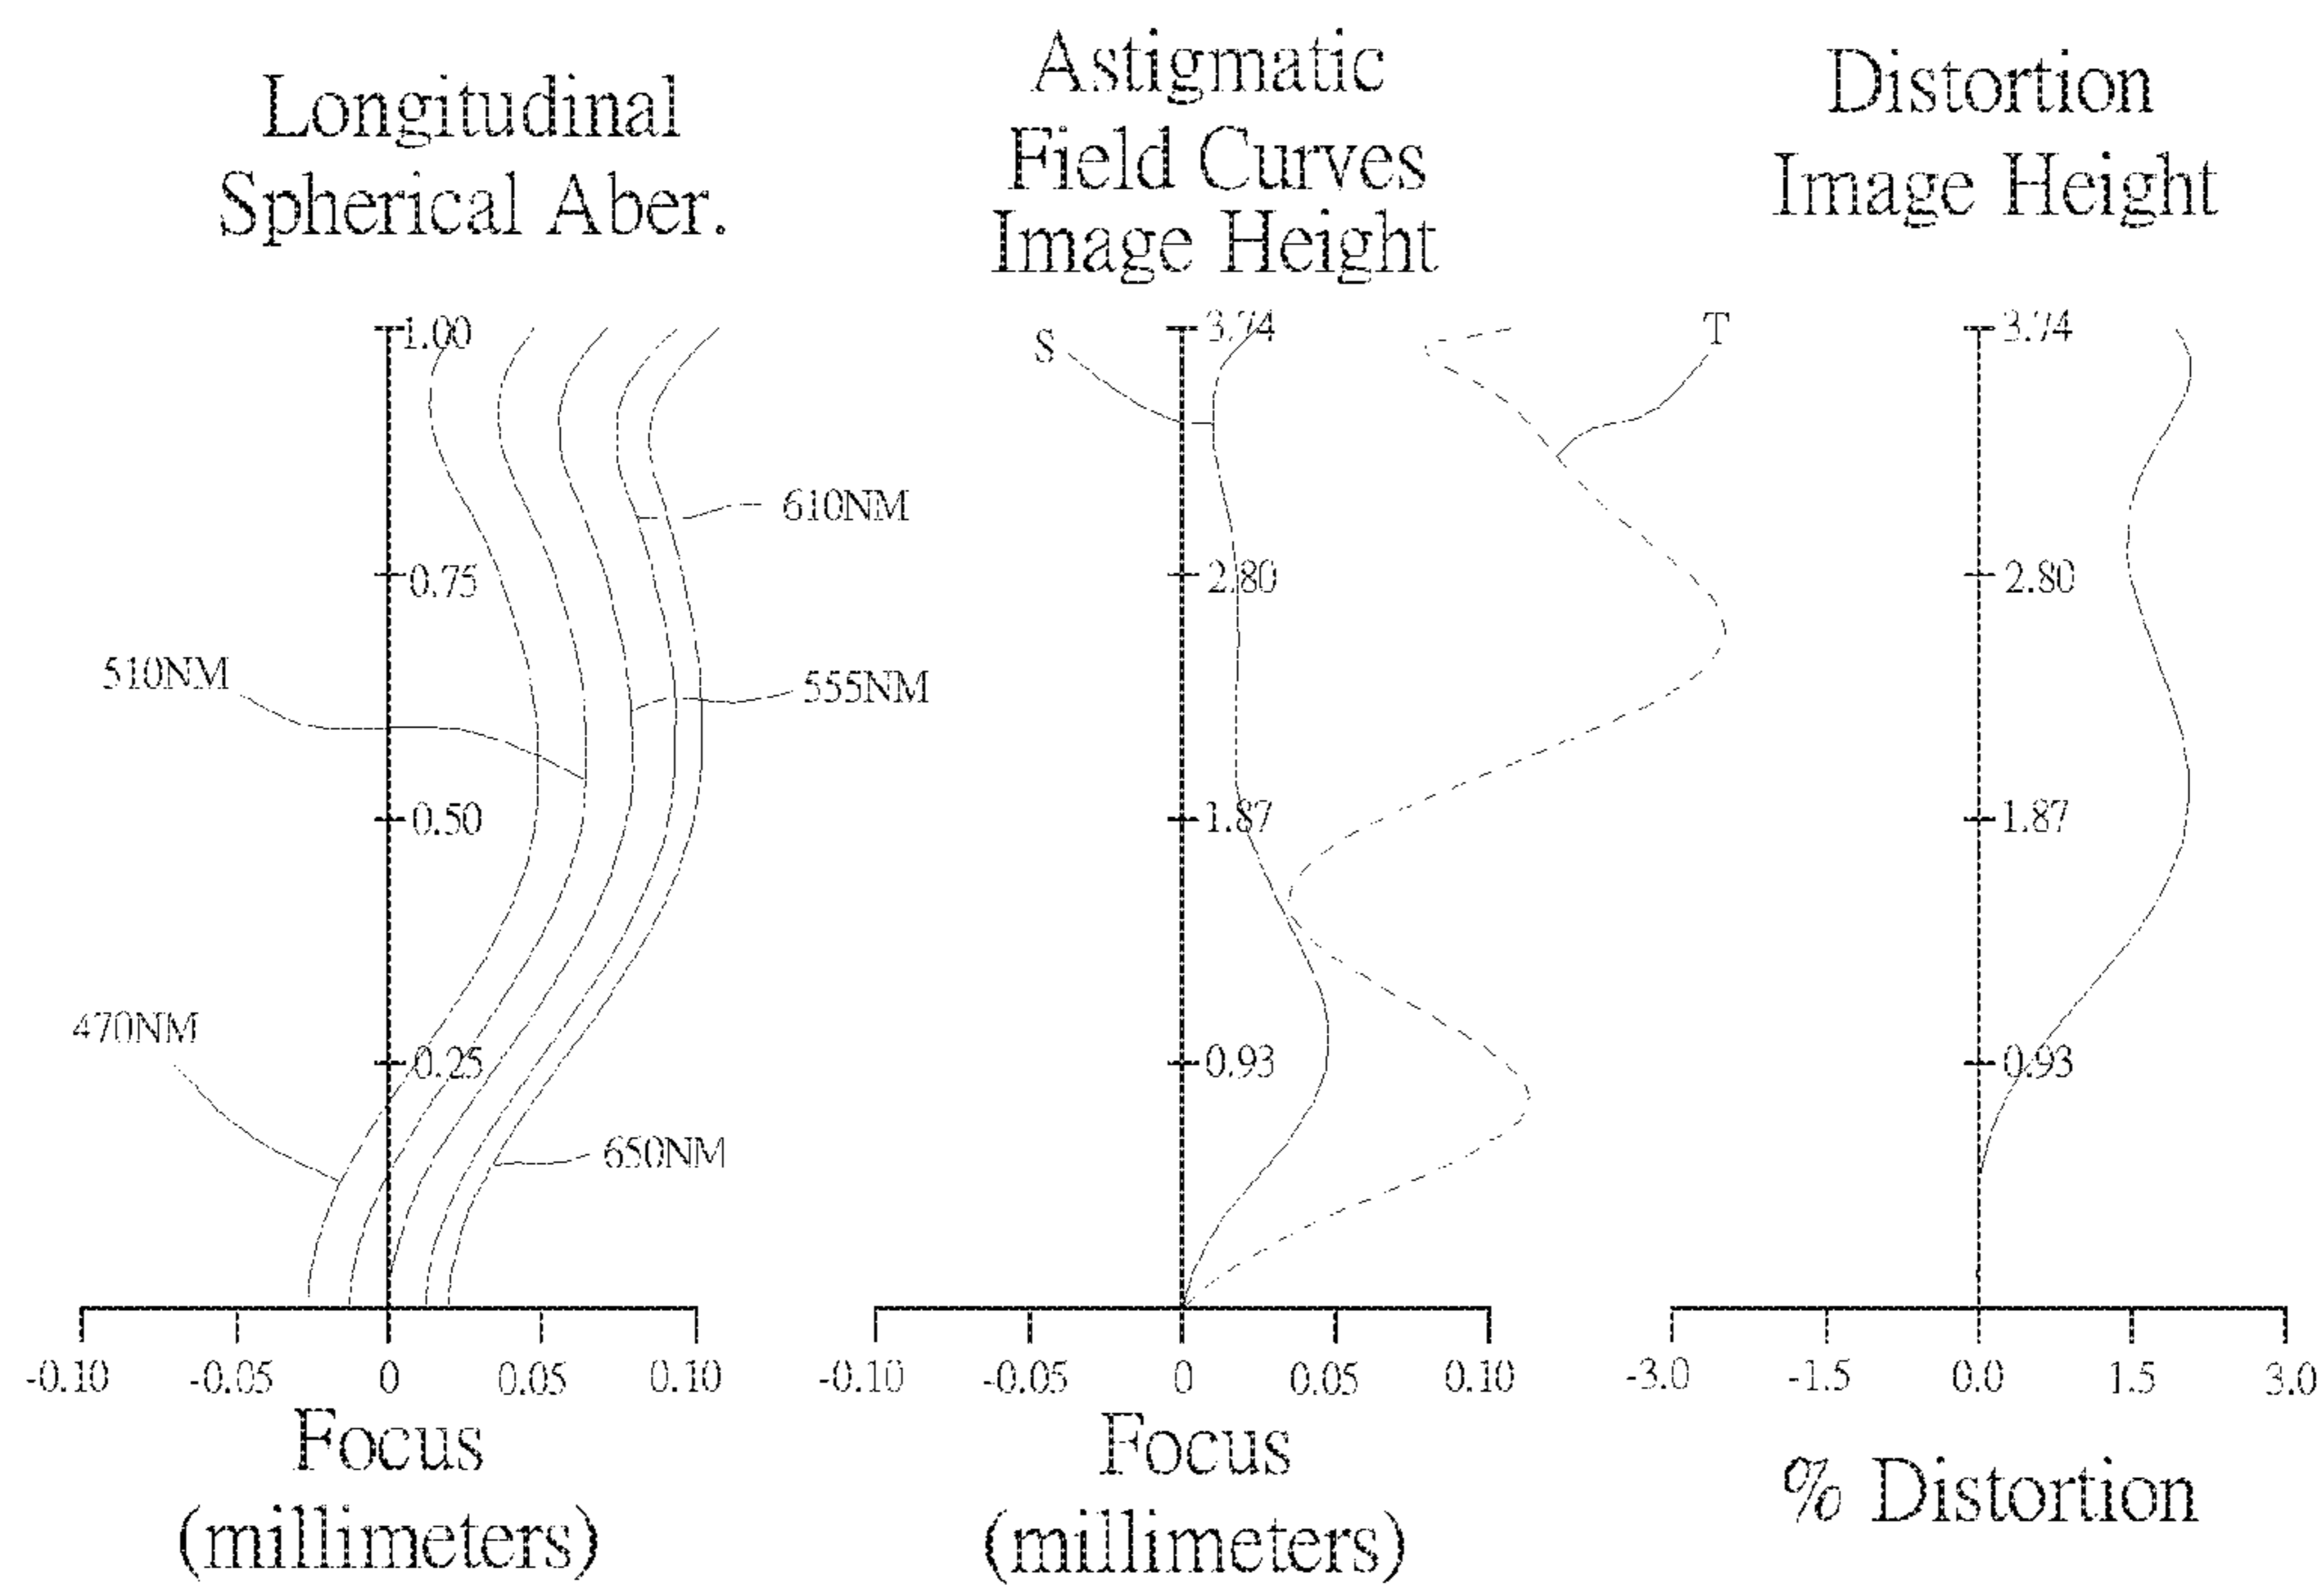 Longitudinal
Spherical Aber.
1.00
0.75
0.50
0.25
610NM
555NM
510NM
470NM
650NM
-0.10 -0.05 0 0.05 0.10
Focus
(millimeters)
Astigmatic
Field Curves
Image Height
S
T
3.74
2.80
1.87
0.93
-0.10 -0.05 0 0.05 0.10
Focus
(millimeters)
Distortion
Image Height
3.74
2.80
1.87
0.93
-3.0 -1.5 0.0 1.5 3.0
% Distortion